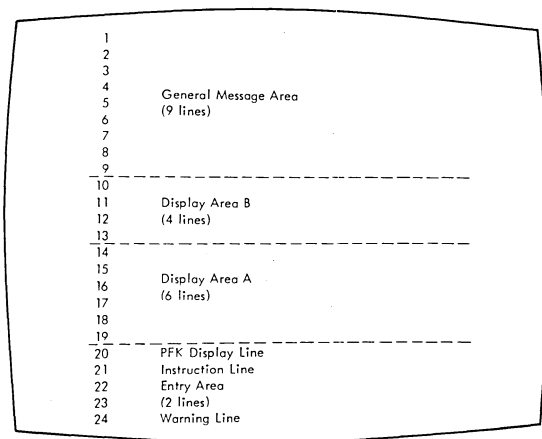 1
2
3
4
General Message Area
5
(9 lines)
6
7
8
9
10
11 Display Area B
12 (4 lines)
13
14
15
Display Area A
16
(6 lines)
17
18
19
20 PFK Display Line
21 Instruction Line
22 Entry Area
23 (2 lines)
24 Warning Line